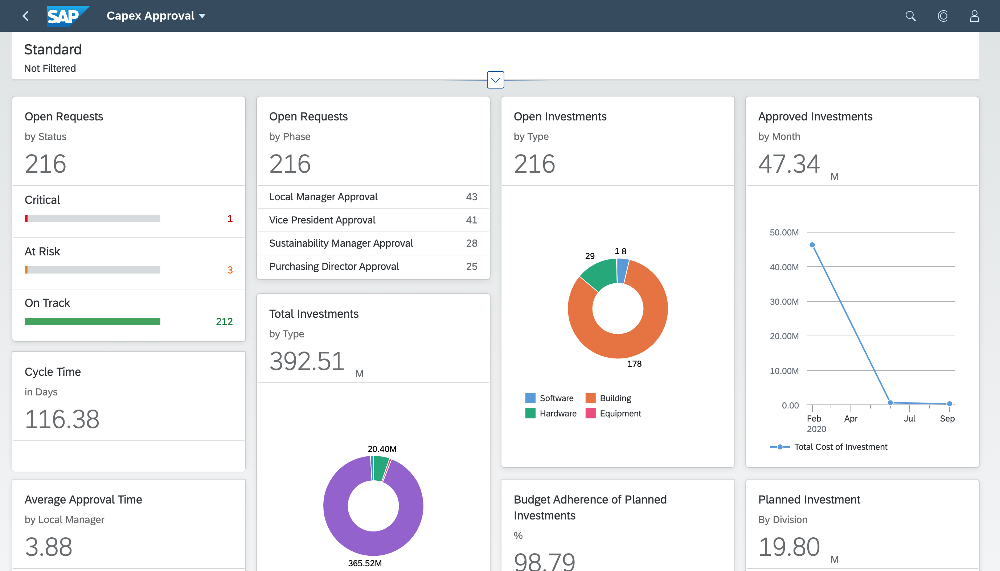 SAP
Capex Approval
Standard
Not Filtered
Open Requests
by Status
216
Critical
1
At Risk
3
On Track
212
Cycle Time
in Days
116.38
Average Approval Time
by Local Manager
3.88
Open Requests
by Phase
216
Local Manager Approval 43
Vice President Approval 41
Sustainability Manager Approval 28
Purchasing Director Approval 25
Total Investments
by Type
392.51 M
20.40M
365.52M
Open Investments
by Type
216
29 1 8
178
Software Building
Hardware Equipment
Budget Adherence of Planned
Investments
%
98.79
Approved Investments
by Month
47.34 M
50.00M
40.00M
30.00M
20.00M
10.00M
0.00
Feb Apr Jul Sep
2020
Total Cost of Investment
Planned Investment
By Division
19.80 M